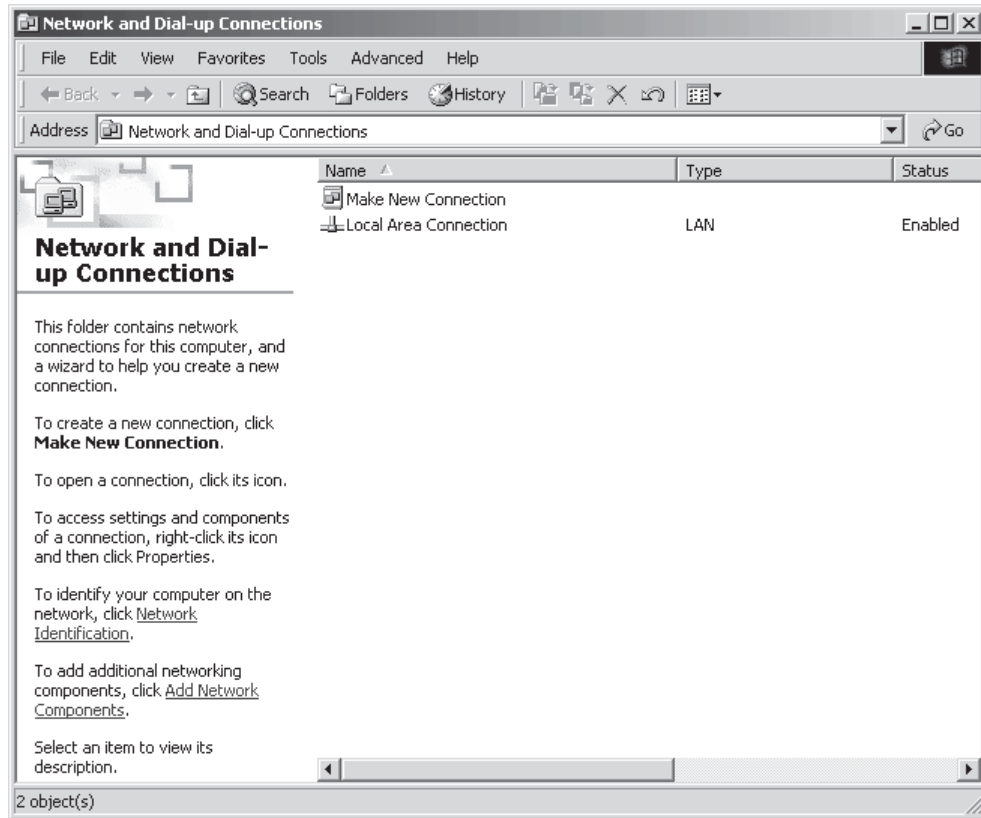 Network and Dial-up Connections
File Edit View Favorites Tools Advanced Help
Back Search Folders History
Address Network and Dial-up Connections Go
Name Type Status
Make New Connection
Local Area Connection LAN Enabled
Network and Dial-
up Connections
This folder contains network
connections for this computer, and
a wizard to help you create a new
connection.
To create a new connection, click
Make New Connection.
To open a connection, click its icon.
To access settings and components
of a connection, right-click its icon
and then click Properties.
To identify your computer on the
network, click Network
Identification.
To add additional networking
components, click Add Network
Components.
Select an item to view its
description.
2 object(s)